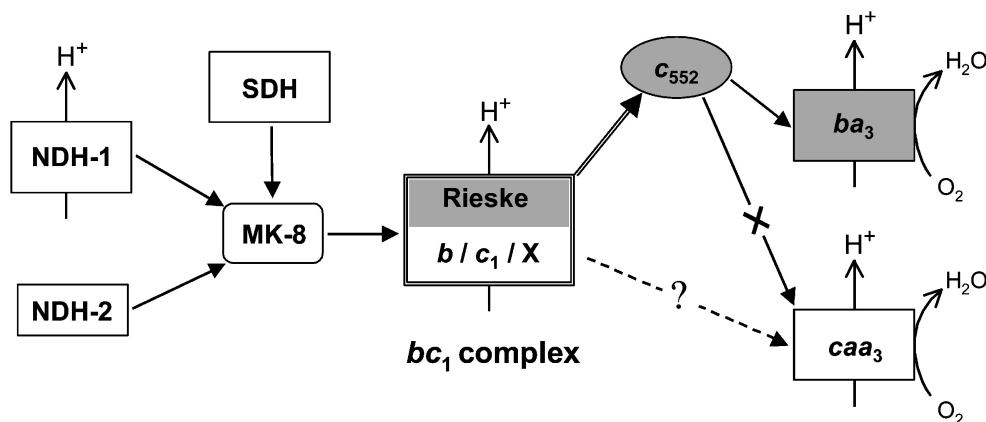 H⁺
NDH-1
SDH
NDH-2
MK-8
H⁺
Rieske
b / c₁ / X
bc₁ complex
c₅₅₂
?
H⁺
ba₃
H₂O
O₂
H⁺
caa₃
H₂O
O₂